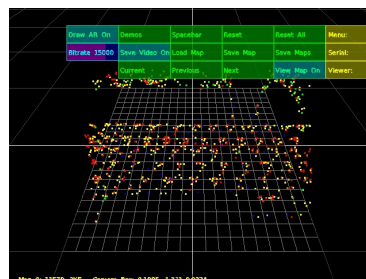 Draw AR On Demos Spacebar Reset Reset All Menu:
Bitrate 15000 Save Video On Load Map Save Map Save Maps Serial:
Current Previous Next View Map On Viewer: